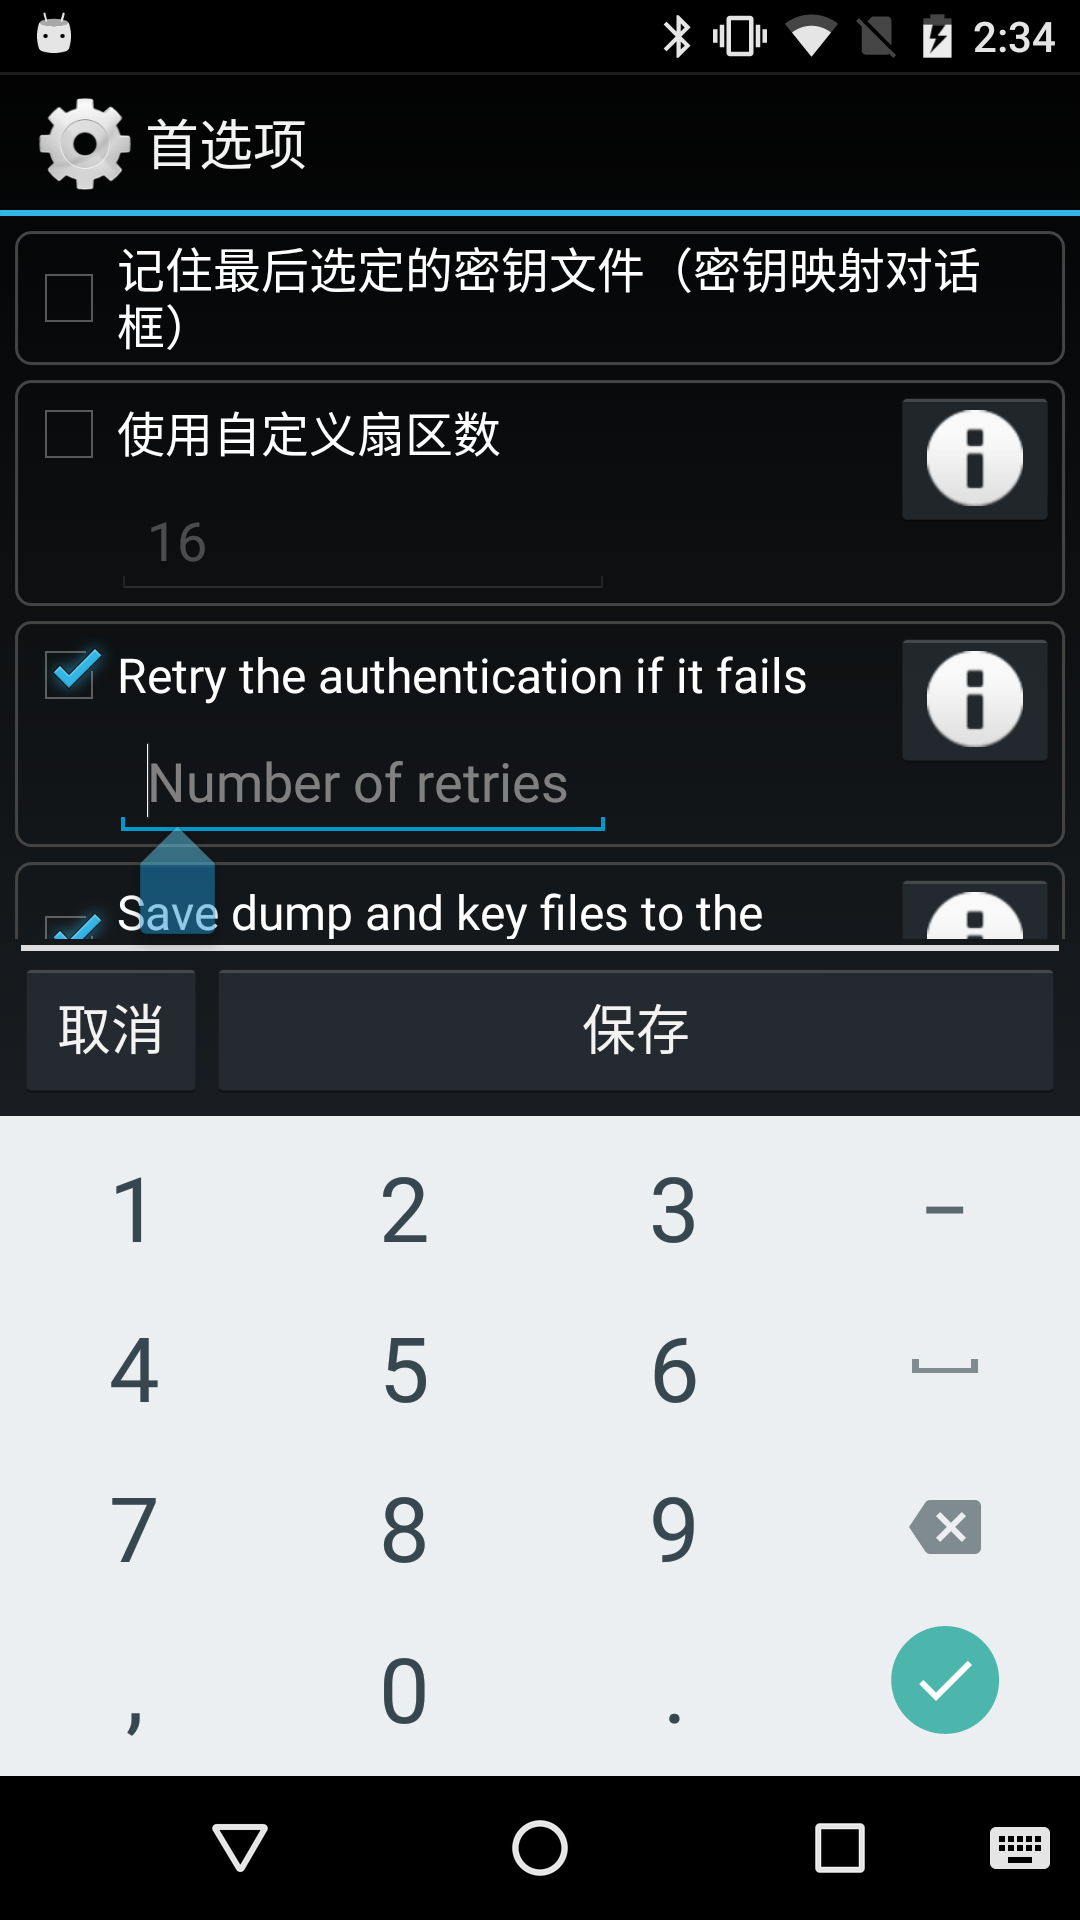 2:34
首选项
记住最后选定的密钥文件（密钥映射对话
框）
使用自定义扇区数
16
Retry the authentication if it fails
Number of retries
Save dump and key files to the
取消
保存
1 2 3 –
4 5 6
7 8 9
, 0 .